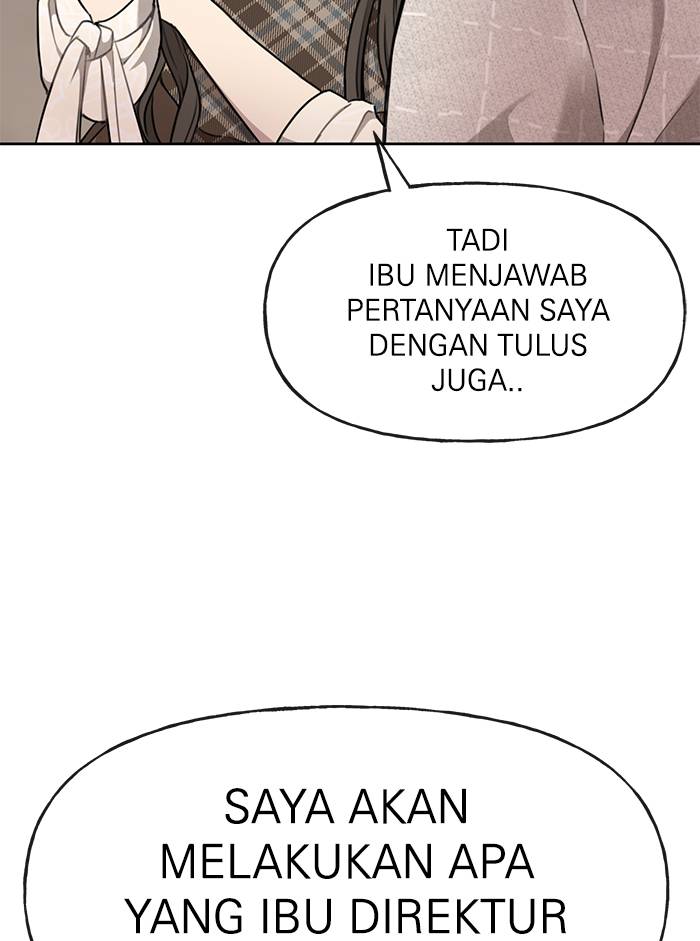 TADI
IBU MENJAWAB
PERTANYAAN SAYA
DENGAN TULUS
JUGA..
SAYA AKAN
MELAKUKAN APA
YANG IBU DIREKTUR